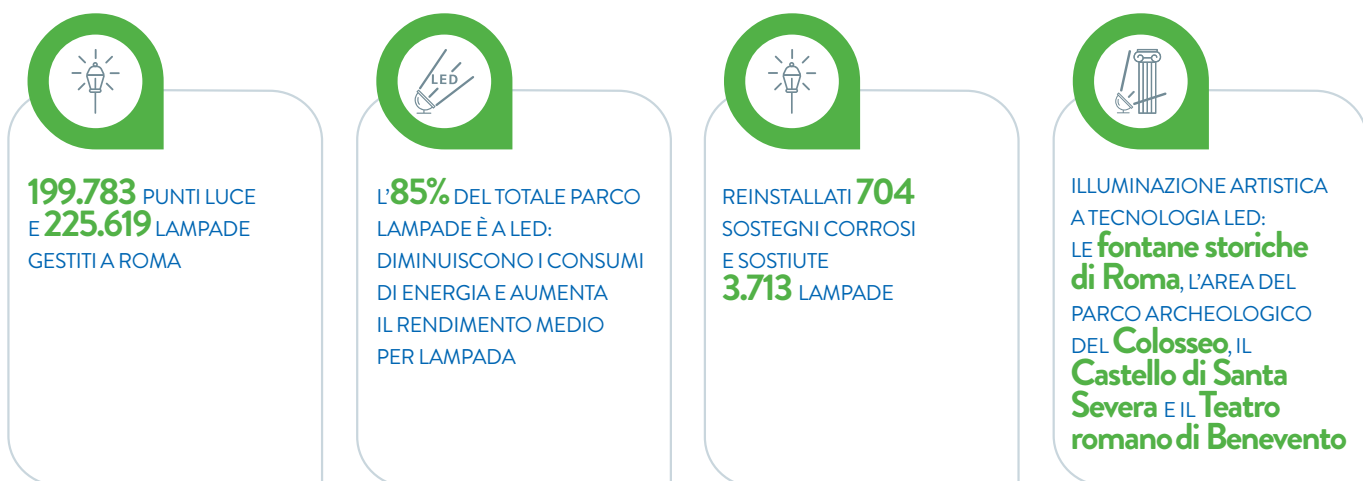 LED
199.783 PUNTI LUCE
E 225.619 LAMPADE
GESTITI A ROMA
L'85% DEL TOTALE PARCO
LAMPADE È A LED:
DIMINUISCONO I CONSUMI
DI ENERGIA E AUMENTA
IL RENDIMENTO MEDIO
PER LAMPADA
REINSTALLATI 704
SOSTEGNI CORROSI
E SOSTIUTE
3.713 LAMPADE
ILLUMINAZIONE ARTISTICA
A TECNOLOGIA LED:
LE fontane storiche
di Roma, L'AREA DEL
PARCO ARCHEOLOGICO
DEL Colosseo, IL
Castello di Santa
Severa E IL Teatro
romano di Benevento